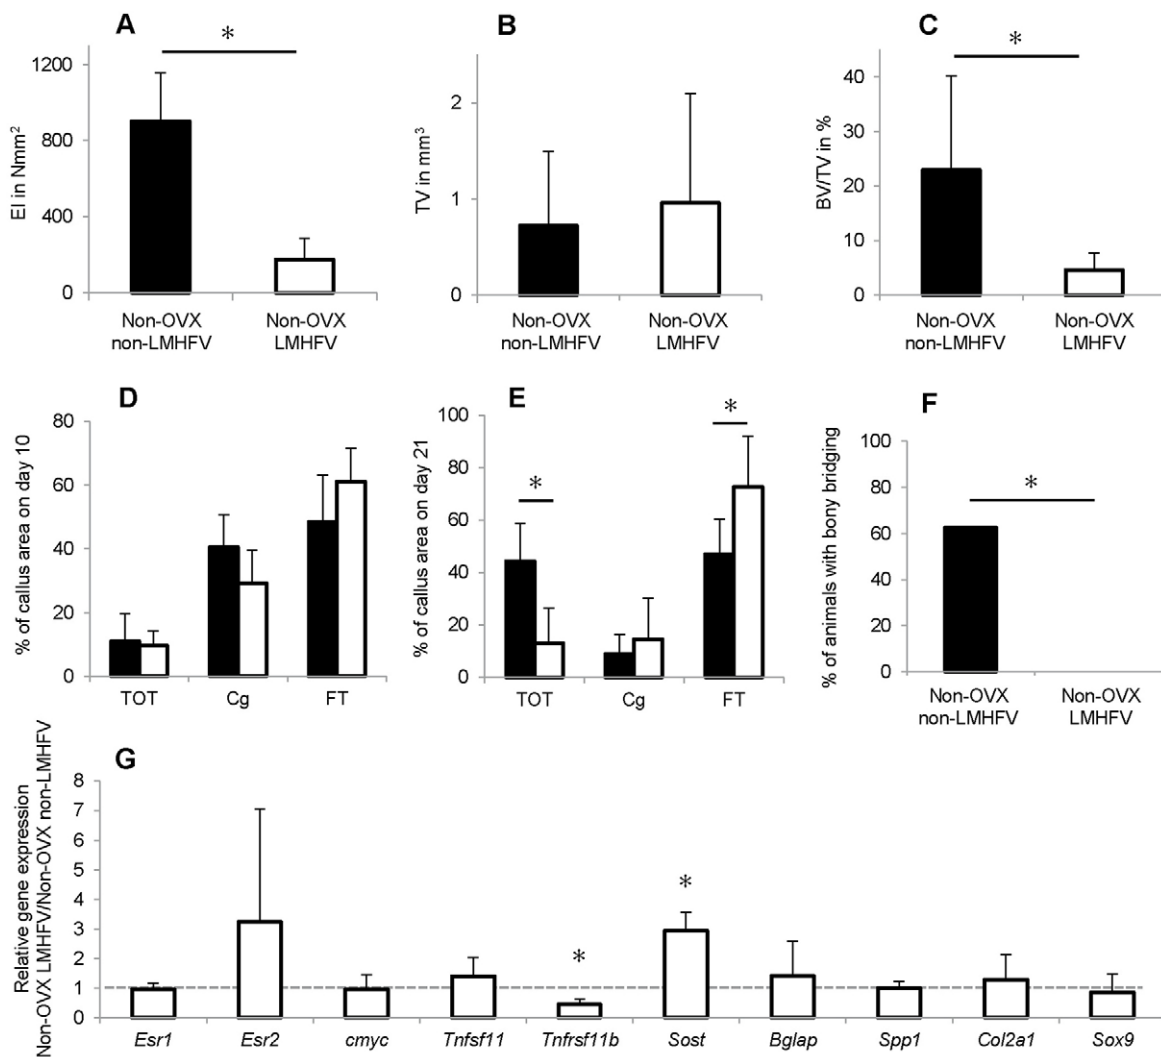 A
*
EI in Nmm²
1200
800
400
0
Non-OVX
non-LMHFV
Non-OVX
LMHFV
B
TV in mm³
2
1
0
Non-OVX
non-LMHFV
Non-OVX
LMHFV
C
*
BV/TV in %
40
30
20
10
0
Non-OVX
non-LMHFV
Non-OVX
LMHFV
D
% of callus area on day 10
80
60
40
20
0
TOT
Cg
FT
E
*
*
% of callus area on day 21
100
80
60
40
20
0
TOT
Cg
FT
F
*
% of animals with bony bridging
100
80
60
40
20
0
Non-OVX
non-LMHFV
Non-OVX
LMHFV
G
Relative gene expression
Non-OVX LMHFV/Non-OVX non-LMHFV
8
7
6
5
4
3
2
1
0
*
*
Esr1
Esr2
cmyc
Tnfsf11
Tnfrsf11b
Sost
Bglap
Spp1
Col2a1
Sox9